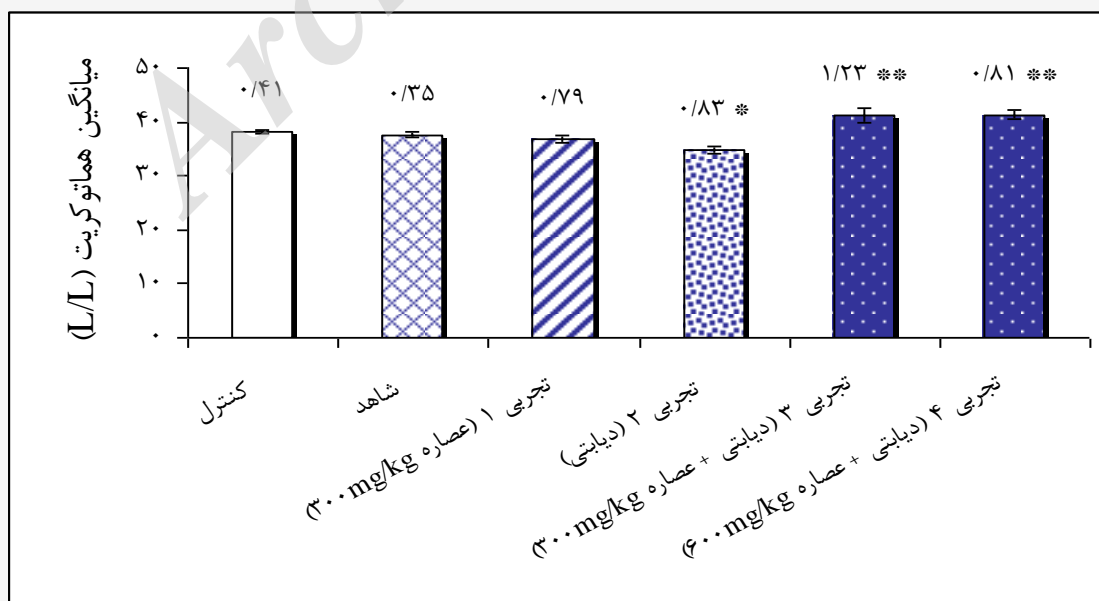 میانگین هماتوکریت (L/L)
۵۰
۴۰
۳۰
۲۰
۱۰
۰
۰/۴۱
۰/۳۵
۰/۷۹
۰/۸۳ *
۱/۲۳ **
۰/۸۱ **
کنترل
شاهد
تجربی ۱ (عصاره ۳۰۰mg/kg)
تجربی ۲ (دیابتی)
تجربی ۳ (دیابتی + عصاره ۳۰۰mg/kg)
تجربی ۴ (دیابتی + عصاره ۶۰۰mg/kg)